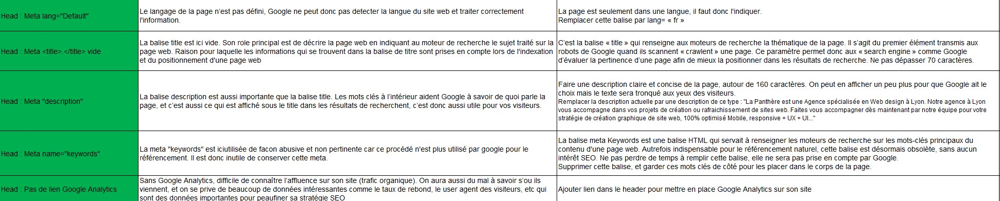 Head : Meta lang="Default"
Le langage de la page n’est pas défini, Google ne peut donc pas detecter la langue du site web et traiter correctement
l'information.
La page est seulement dans une langue, il faut donc l'indiquer.
Remplacer cette balise par lang= « fr »
Head : Meta <title>.</title> vide
La balise title est ici vide. Son role principal est de décrire la page web en indiquant au moteur de recherche le sujet traité sur la
page web. Raison pour laquelle les informations qui se trouvent dans la balise de titre sont prises en compte lors de l'indexation
et du positionnement d'une page web
C’est la balise « title » qui renseigne aux moteurs de recherche la thématique de la page. Il s’agit du premier élément transmis aux
robots de Google quand ils scannent « crawlent » une page. Ce paramètre permet donc aux « search engine » comme Google
d’évaluer la pertinence d’une page afin de mieux la positionner dans les résultats de recherche. Ne pas dépasser 70 caractères.
Head : Meta "description"
La balise description est aussi importante que la balise title. Les mots clés à l’intérieur aident Google à savoir de quoi parle la
page, et c’est aussi ce qui est affiché sous le title dans les résultats de recherchent, c’est donc aussi utile pour vos visiteurs.
Faire une description claire et concise de la page, autour de 160 caractères. On peut en afficher un peu plus pour que Google ait le
choix mais le texte sera tronqué aux yeux des visiteurs.
Remplacer la description actuelle par une description de ce type : "La Panthère est une Agence spécialisée en Web design à Lyon. Notre agence à Lyon
vous accompagne dans vos projets de création ou rafraichissement de sites web. Faites vous accompagner dès maintenant par notre équipe pour votre
stratégie de création graphique de site web, 100% optimisé Mobile, responsive + UX + UI..."
Head : Meta name="keywords"
La meta "keywords" est iciutilisée de facon abusive et non pertinente car ce procédé n'est plus utilisé par google pour le
référencement. Il est donc inutile de conserver cette meta.
La balise meta Keywords est une balise HTML qui servait à renseigner les moteurs de recherche sur les mots-clés principaux du
contenu d'une page web. Autrefois indispensable pour le référencement naturel, cette balise est désormais obsolète, sans aucun
intérêt SEO. Ne pas perdre de temps à remplir cette balise, elle ne sera pas prise en compte par Google.
Supprimer cette balise, et garder ces mots clés de côté pour les placer dans le corps de la page.
Head : Pas de lien Google Analytics
Sans Google Analytics, difficile de connaître l’affluence sur son site (trafic organique). On aura aussi du mal à savoir s’ou ils
viennent, et on se prive de beaucoup de données intéressantes comme le taux de rebond, le user agent des visiteurs, etc qui
sont des données importantes pour peaufiner sa stratégie SEO
Ajouter lien dans le header pour mettre en place Google Analytics sur son site